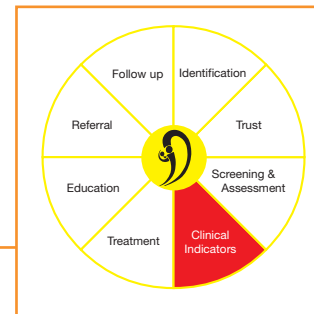 Follow up
Identification
Referral
Trust
Education
Screening &
Assessment
Treatment
Clinical
Indicators